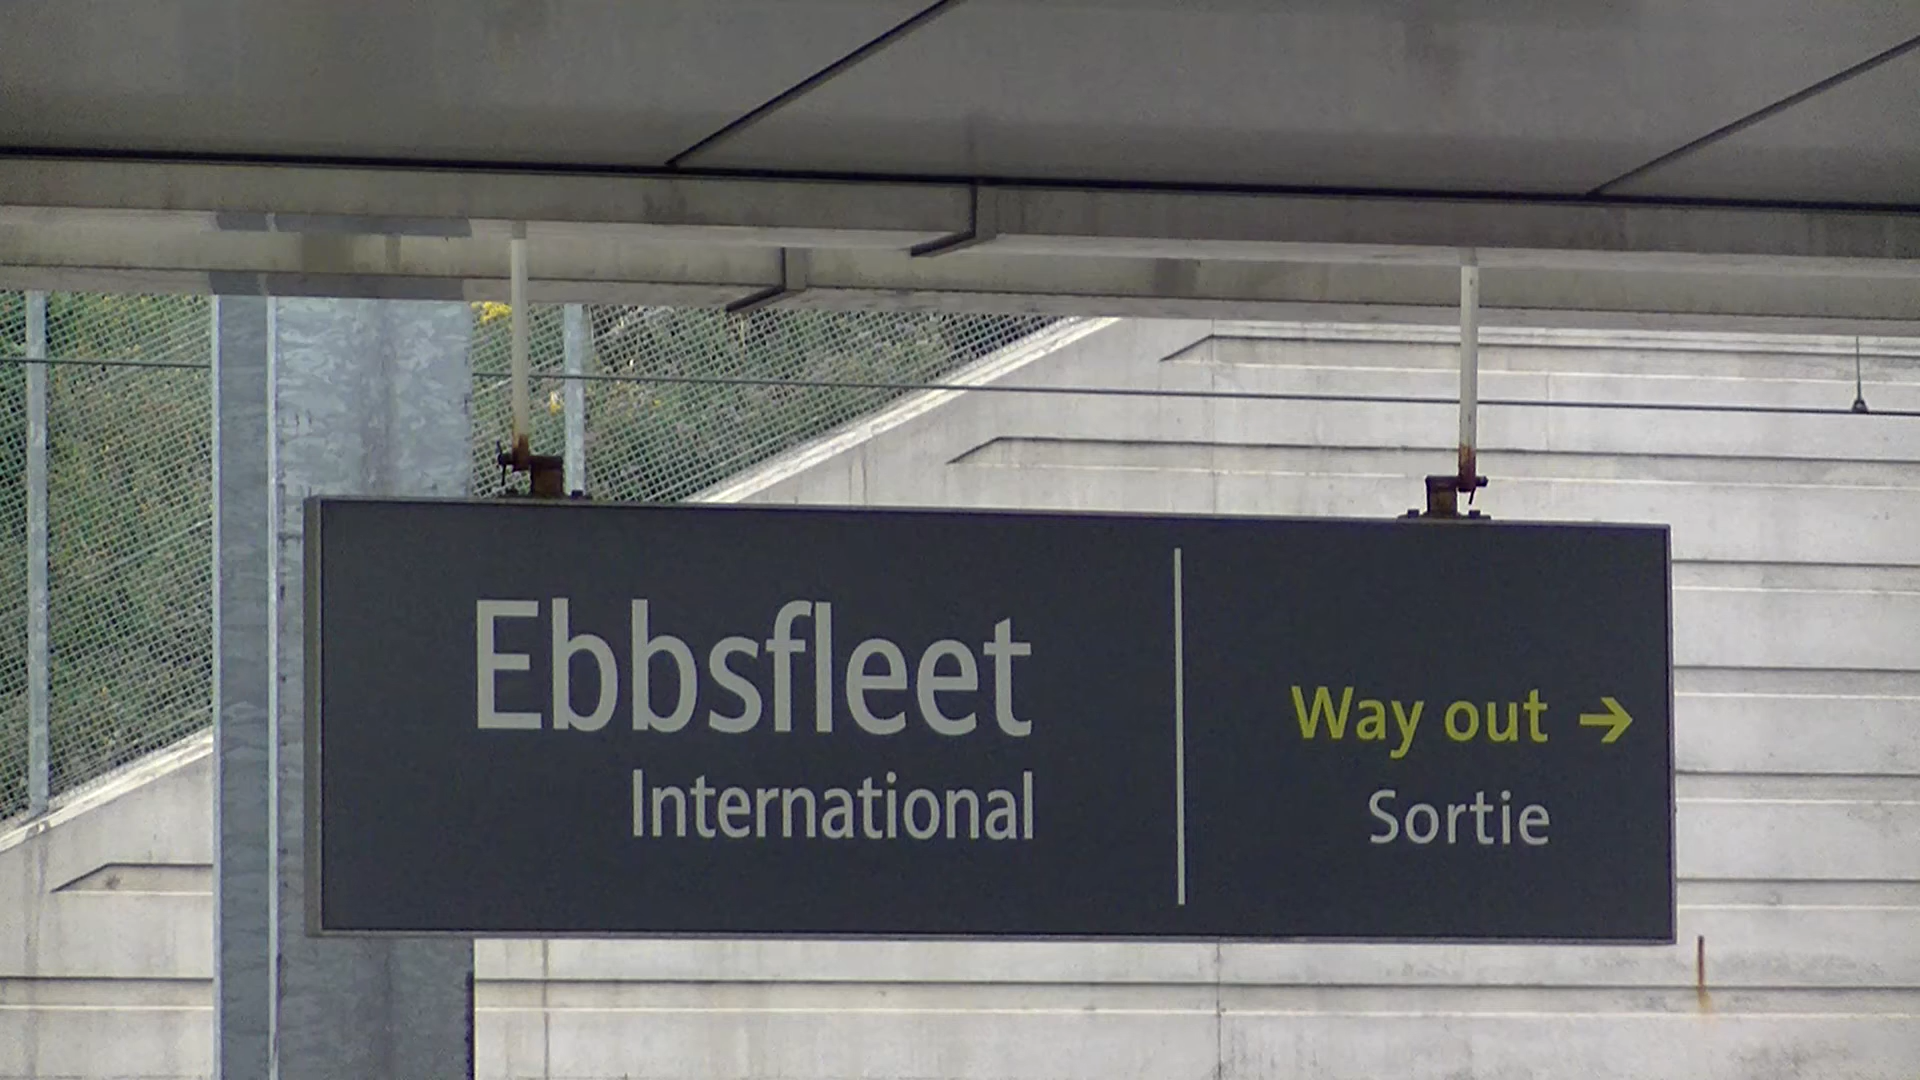 Ebbsfleet
International
Way out →
Sortie